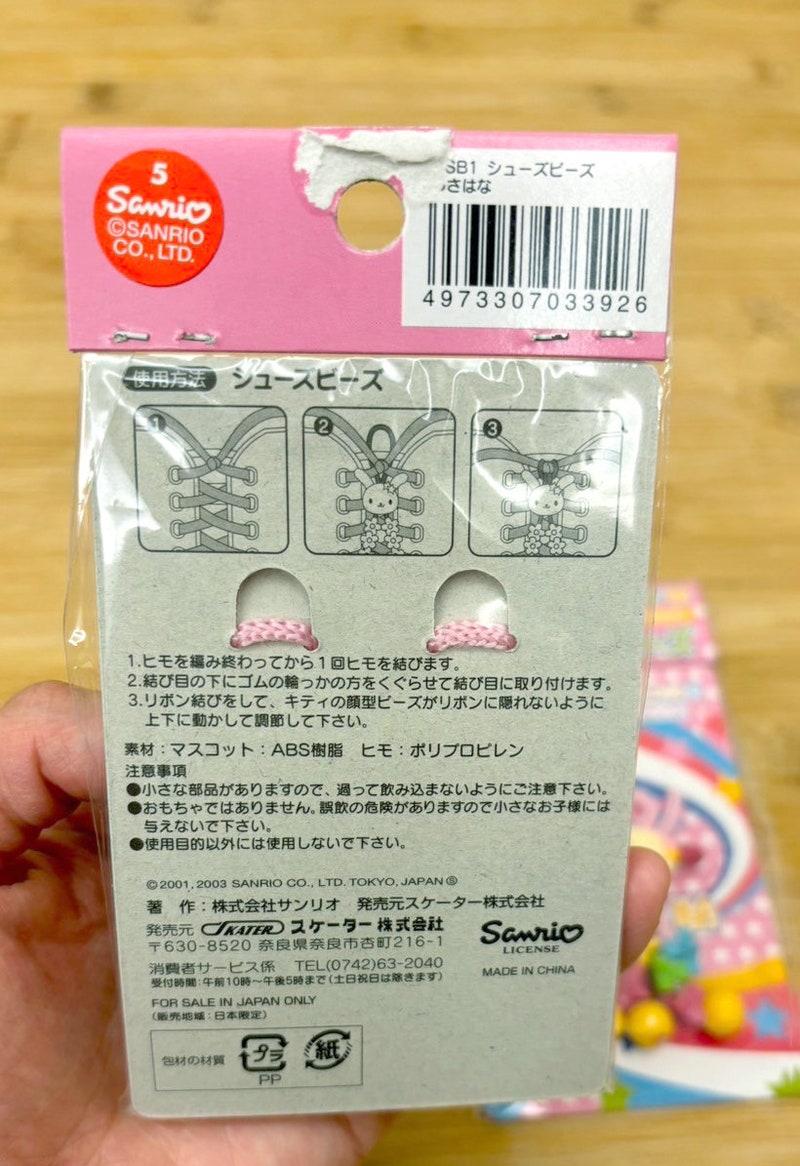 5
Sanrio
©SANRIO
CO., LTD.
SB1 シューズビーズ
さはな
4973307033926
使用方法 シューズビーズ
1
2
3
1.ヒモを編み終わってから1回ヒモを結びます。
2.結び目の下にゴムの輪っかの方をくぐらせて結び目に取り付けます。
3.リボン結びをして、キティの顔型ビーズがリボンに隠れないように
上下に動かして調節して下さい。
素材：マスコット：ABS樹脂 ヒモ：ポリプロピレン
注意事項
●小さな部品がありますので、過って飲み込まないようにご注意下さい。
●おもちゃではありません。誤飲の危険がありますので小さなお子様には
与えないで下さい。
●使用目的以外には使用しないで下さい。
©2001, 2003 SANRIO CO., LTD. TOKYO, JAPAN Ⓢ
著 作：株式会社サンリオ 発売元スケーター株式会社
発売元 SKATER スケーター株式会社
〒630-8520 奈良県奈良市杏町216-1
消費者サービス係 TEL(0742)63-2040
受付時間：午前10時～午後5時まで(土日祝日は除きます)
Sanrio
LICENSE
MADE IN CHINA
FOR SALE IN JAPAN ONLY
(販売地域：日本限定)
包材の材質 プラ 紙
PP